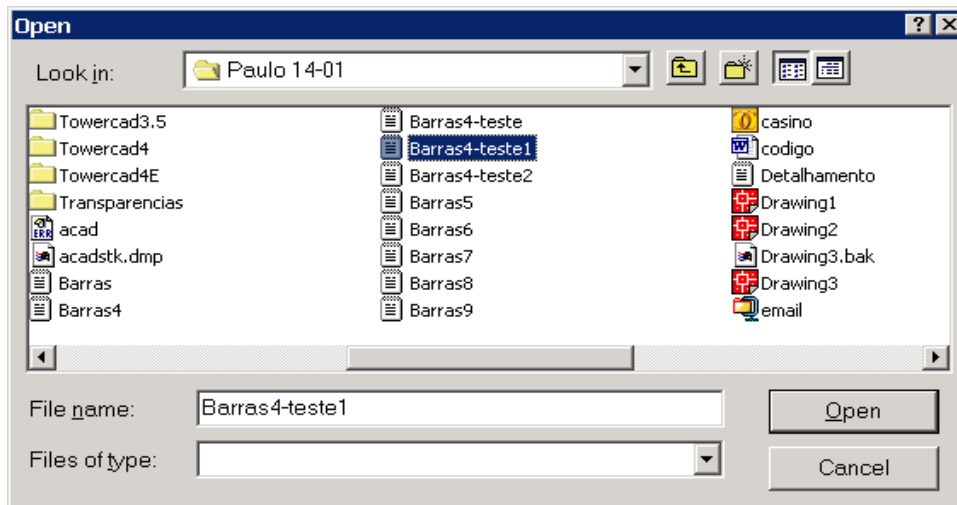 Open
Look in:
Paulo 14-01
Towercad3.5
Towercad4
Towercad4E
Transparencias
acad
acadstk.dmp
Barras
Barras4
Barras4-teste
Barras4-teste1
Barras4-teste2
Barras5
Barras6
Barras7
Barras8
Barras9
casino
codigo
Detalhamento
Drawing1
Drawing2
Drawing3.bak
Drawing3
email
File name:
Barras4-teste1
Open
Files of type:
Cancel